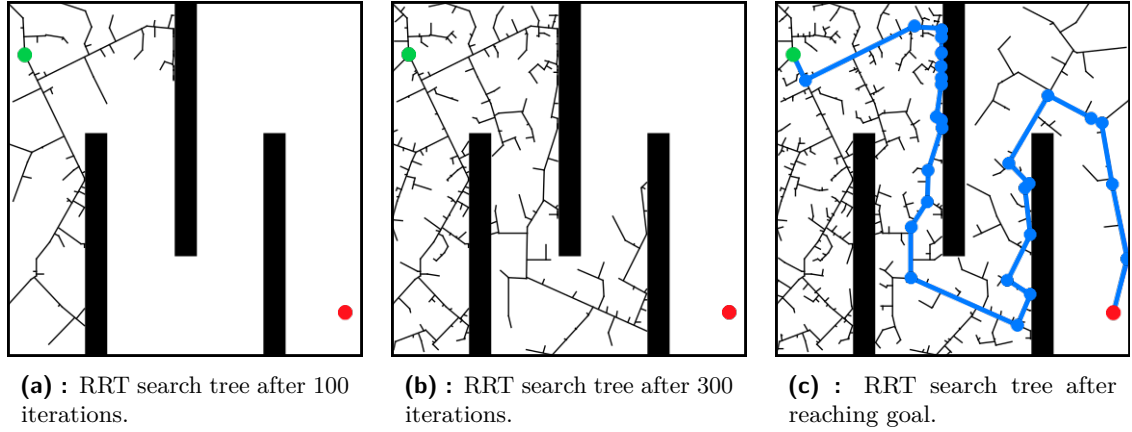 (a) : RRT search tree after 100
iterations.
(b) : RRT search tree after 300
iterations.
(c) : RRT search tree after
reaching goal.